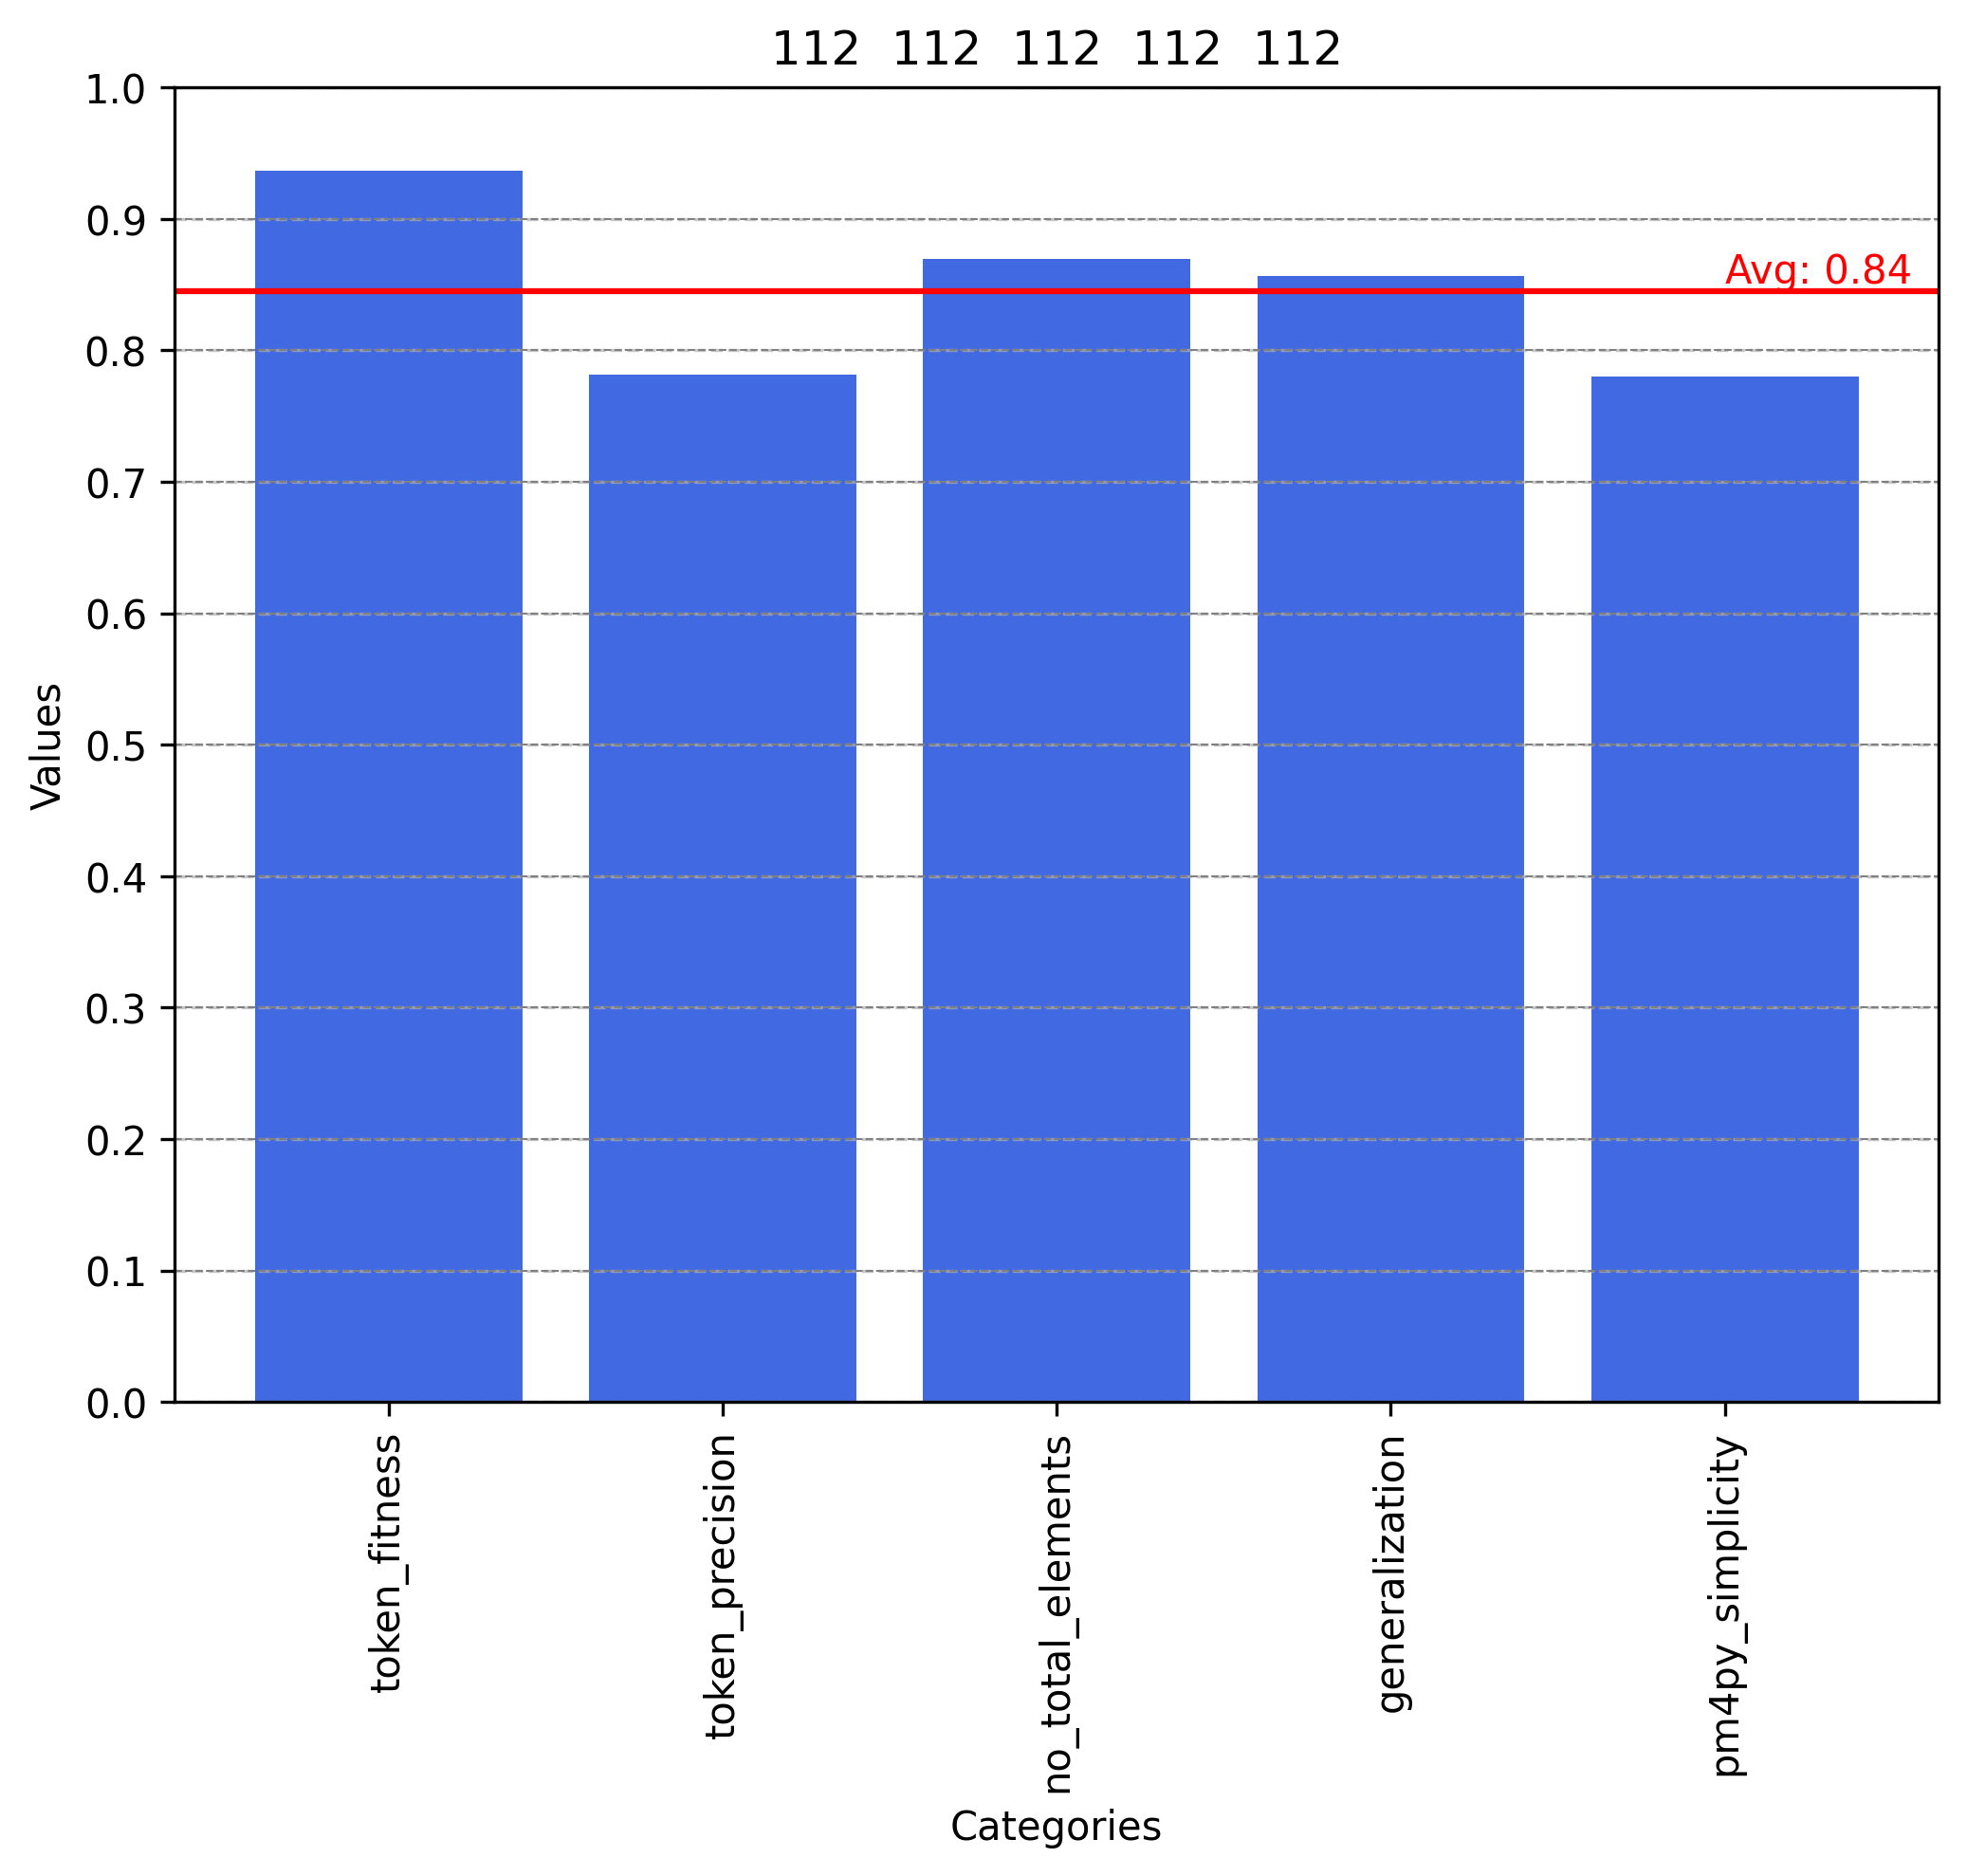 112 112 112 112 112
1.0
0.9
0.8
0.7
0.6
0.5
0.4
0.3
0.2
0.1
0.0
Values
Avg: 0.84
token_fitness
token_precision
no_total_elements
generalization
pm4py_simplicity
Categories